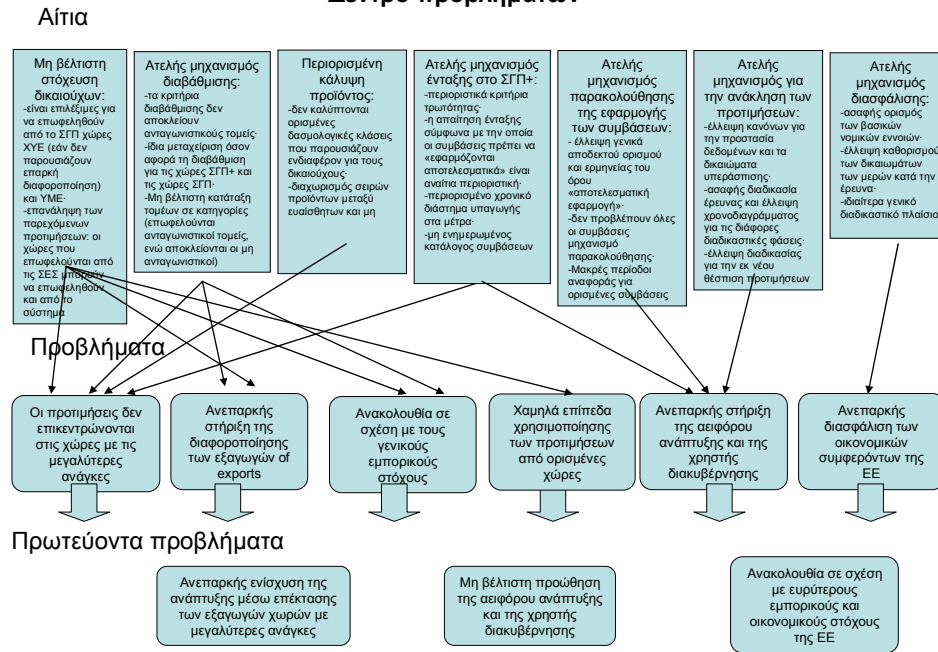 Δέντρο προβλημάτων
Αίτια
Μη βέλτιστη
στόχευση
δικαιούχων:
-είναι επιλέξιμες για
να επωφεληθούν
από το ΣΓΠ χώρες
ΧΥΕ (εάν δεν
παρουσιάζουν
επαρκή
διαφοροποίηση)
και ΥΜΕ·
-επανάληψη των
παρεχόμενων
προτιμήσεων: οι
χώρες που
επωφελούνται από
τις ΣΕΣ μπορούν
να επωφεληθούν
και από το
σύστημα
Ατελής μηχανισμός
διαβάθμισης:
-τα κριτήρια
διαβάθμισης δεν
αποκλείουν
ανταγωνιστικούς τομείς·
-ίδια μεταχείριση όσον
αφορά τη διαβάθμιση
για τις χώρες ΣΓΠ+ και
τις χώρες ΣΓΠ·
-Μη βέλτιστη κατάταξη
τομέων σε κατηγορίες
(επωφελούνται
ανταγωνιστικοί τομείς,
ενώ αποκλείονται οι μη
ανταγωνιστικοί)
Περιορισμένη
κάλυψη
προϊόντος:
-δεν καλύπτονται
ορισμένες
δασμολογικές κλάσεις
που παρουσιάζουν
ενδιαφέρον για τους
δικαιούχους·
-διαχωρισμός σειρών
προϊόντων μεταξύ
ευαίσθητων και μη
Ατελής μηχανισμός
ένταξης στο ΣΓΠ+:
-περιοριστικά κριτήρια
τρωτότητας·
-η απαίτηση ένταξης
σύμφωνα με την οποία
οι συμβάσεις πρέπει να
«εφαρμόζονται
αποτελεσματικά» είναι
αναίτια περιοριστική·
-περιορισμένο χρονικό
διάστημα υπαγωγής
στα μέτρα·
-μη ενημερωμένος
κατάλογος συμβάσεων
Ατελής
μηχανισμός
παρακολούθησης
της εφαρμογής
των συμβάσεων:
- έλλειψη γενικά
αποδεκτού ορισμού και
ερμηνείας του
όρου
«αποτελεσματική
εφαρμογή»·
-δεν προβλέπουν όλες
οι συμβάσεις
μηχανισμό
παρακολούθησης·
-Μακρές περίοδοι
αναφοράς για
ορισμένες συμβάσεις
Ατελής
μηχανισμός για
την ανάκληση των
προτιμήσεων:
-έλλειψη κανόνων για
την προστασία
δεδομένων και τα
δικαιώματα
υπεράσπισης·
-ασαφής διαδικασία
έρευνας και έλλειψη
χρονοδιαγράμματος
για τις διάφορες
διαδικαστικές φάσεις·
-έλλειψη διαδικασίας
για την εκ νέου
θέσπιση προτιμήσεων
Ατελής
μηχανισμός
διασφάλισης:
-ασαφής ορισμός
των βασικών
νομικών εννοιών·
-έλλειψη καθορισμού
των δικαιωμάτων
των μερών κατά την
έρευνα·
-ιδιαίτερα γενικό
διαδικαστικό πλαίσιο
Προβλήματα
Οι προτιμήσεις δεν
επικεντρώνονται
στις χώρες με τις
μεγαλύτερες
ανάγκες
Ανεπαρκής
στήριξη της
διαφοροποίησης
των εξαγωγών of
exports
Ανακολουθία σε
σχέση με τους
γενικούς
εμπορικούς
στόχους
Χαμηλά επίπεδα
χρησιμοποίησης
των προτιμήσεων
από ορισμένες
χώρες
Ανεπαρκής στήριξη
της αειφόρου
ανάπτυξης και της
χρηστής
διακυβέρνησης
Ανεπαρκής
διασφάλιση των
οικονομικών
συμφερόντων της
ΕΕ
Πρωτεύοντα προβλήματα
Ανεπαρκής ενίσχυση της
ανάπτυξης μέσω επέκτασης
των εξαγωγών χωρών με
μεγαλύτερες ανάγκες
Μη βέλτιστη προώθηση
της αειφόρου ανάπτυξης
και της χρηστής
διακυβέρνησης
Ανακολουθία σε σχέση
με ευρύτερους
εμπορικούς και
οικονομικούς στόχους
της ΕΕ